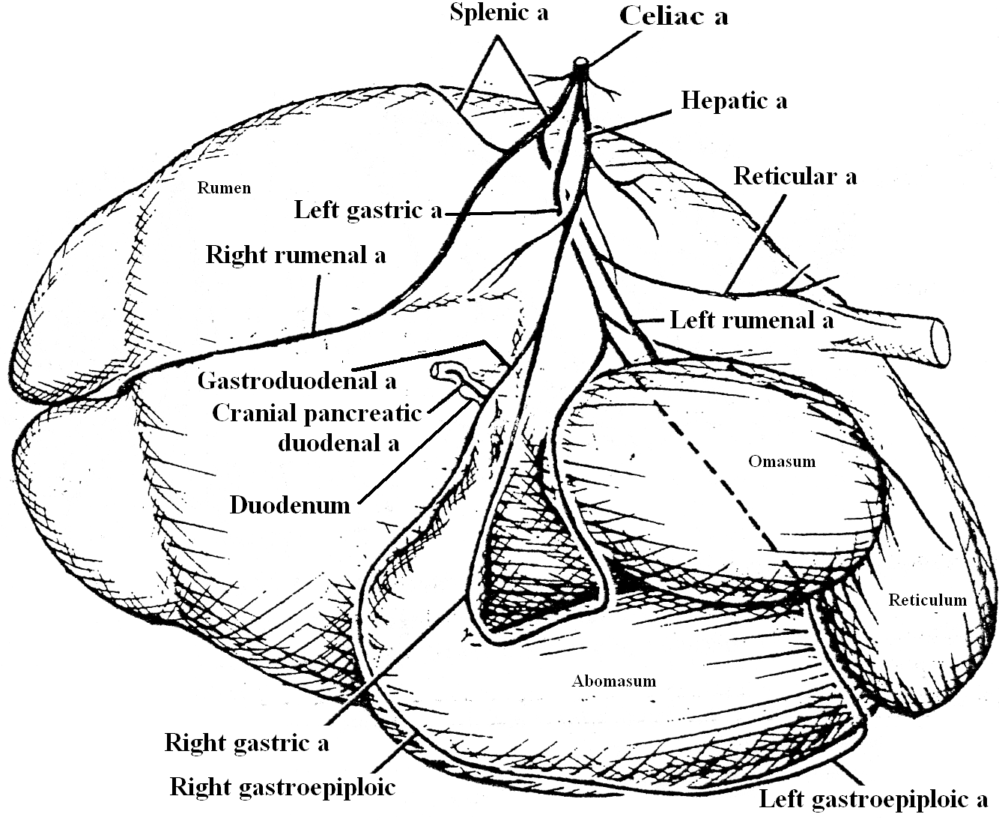 Splenic a
Celiac a
Hepatic a
Reticular a
Rumen
Left gastric a
Right rumenal a
Left rumenal a
Gastroduodenal a
Cranial pancreatic
duodenal a
Omasum
Duodenum
Reticulum
Abomasum
Right gastric a
Right gastroepiploic
Left gastroepiploic a